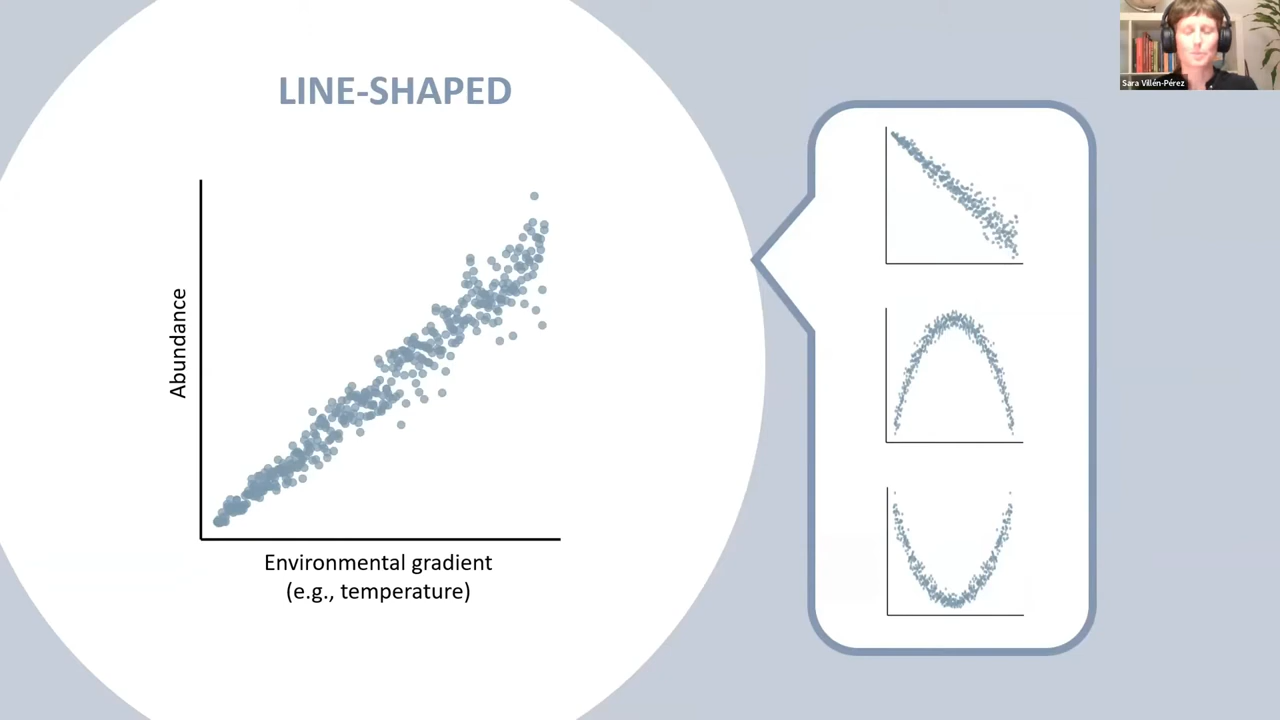 LINE-SHAPED
Abundance
Environmental gradient
(e.g., temperature)
Sara Villén-Pérez